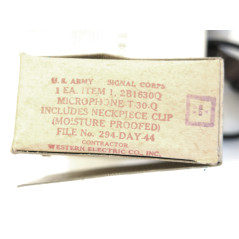 U. S. ARMY SIGNAL CORPS
1 EA. ITEM 1. 2B1630Q
MICROPHONE T-30-Q
INCLUDES NECKPIECE CLIP
(MOISTURE PROOFED)
FILE No: 294-DAY-44
CONTRACTOR
WESTERN ELECTRIC CO., INC.